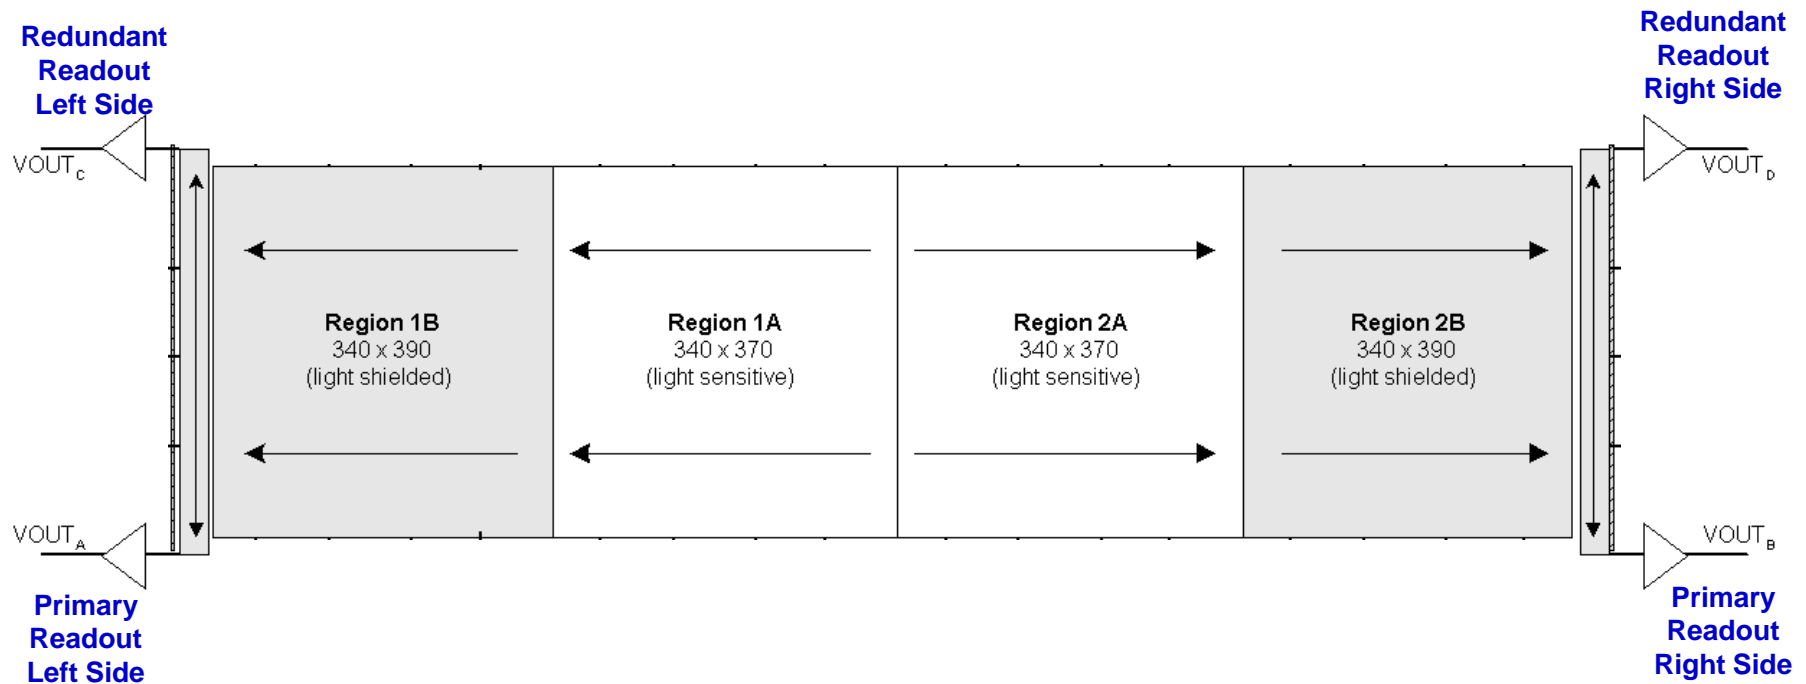 Redundant
Readout
Left Side
Redundant
Readout
Right Side
VOUTC
VOUTD
Region 1B
340 x 390
(light shielded)
Region 1A
340 x 370
(light sensitive)
Region 2A
340 x 370
(light sensitive)
Region 2B
340 x 390
(light shielded)
VOUTA
VOUTB
Primary
Readout
Left Side
Primary
Readout
Right Side